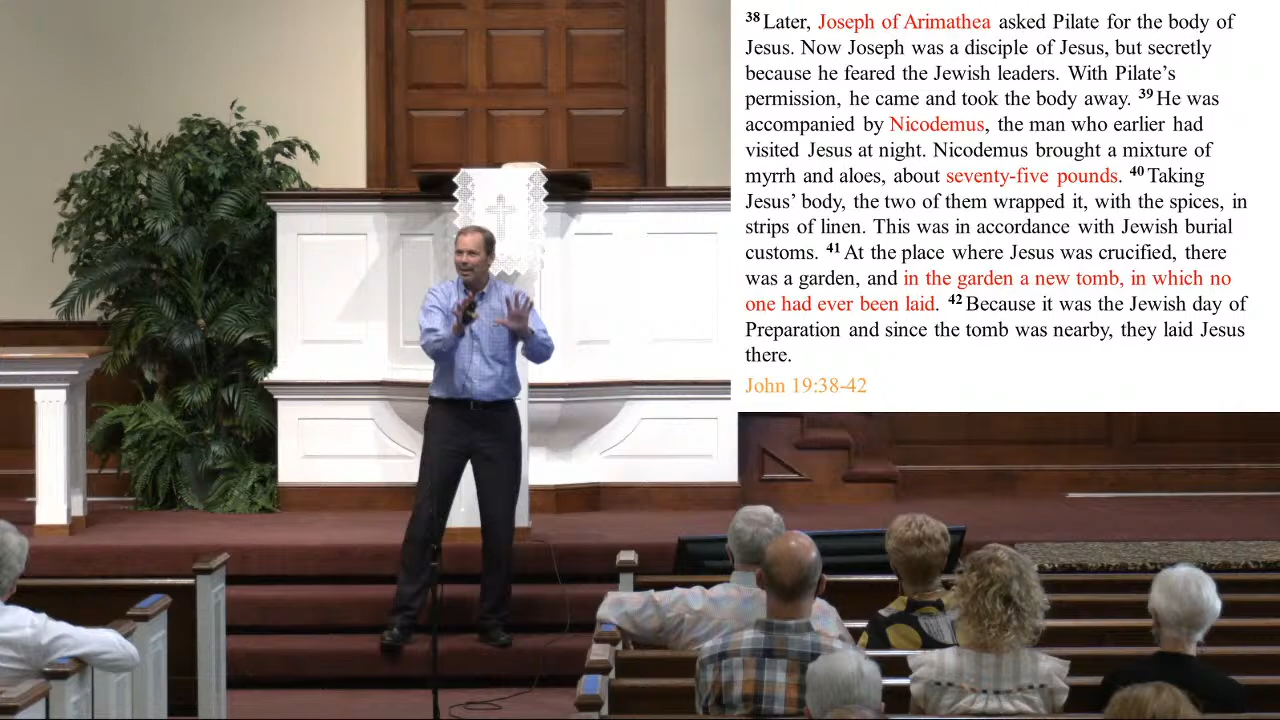 38 Later, Joseph of Arimathea asked Pilate for the body of
Jesus. Now Joseph was a disciple of Jesus, but secretly
because he feared the Jewish leaders. With Pilate’s
permission, he came and took the body away. 39 He was
accompanied by Nicodemus, the man who earlier had
visited Jesus at night. Nicodemus brought a mixture of
myrrh and aloes, about seventy-five pounds. 40 Taking
Jesus’ body, the two of them wrapped it, with the spices, in
strips of linen. This was in accordance with Jewish burial
customs. 41 At the place where Jesus was crucified, there
was a garden, and in the garden a new tomb, in which no
one had ever been laid. 42 Because it was the Jewish day of
Preparation and since the tomb was nearby, they laid Jesus
there.
John 19:38-42